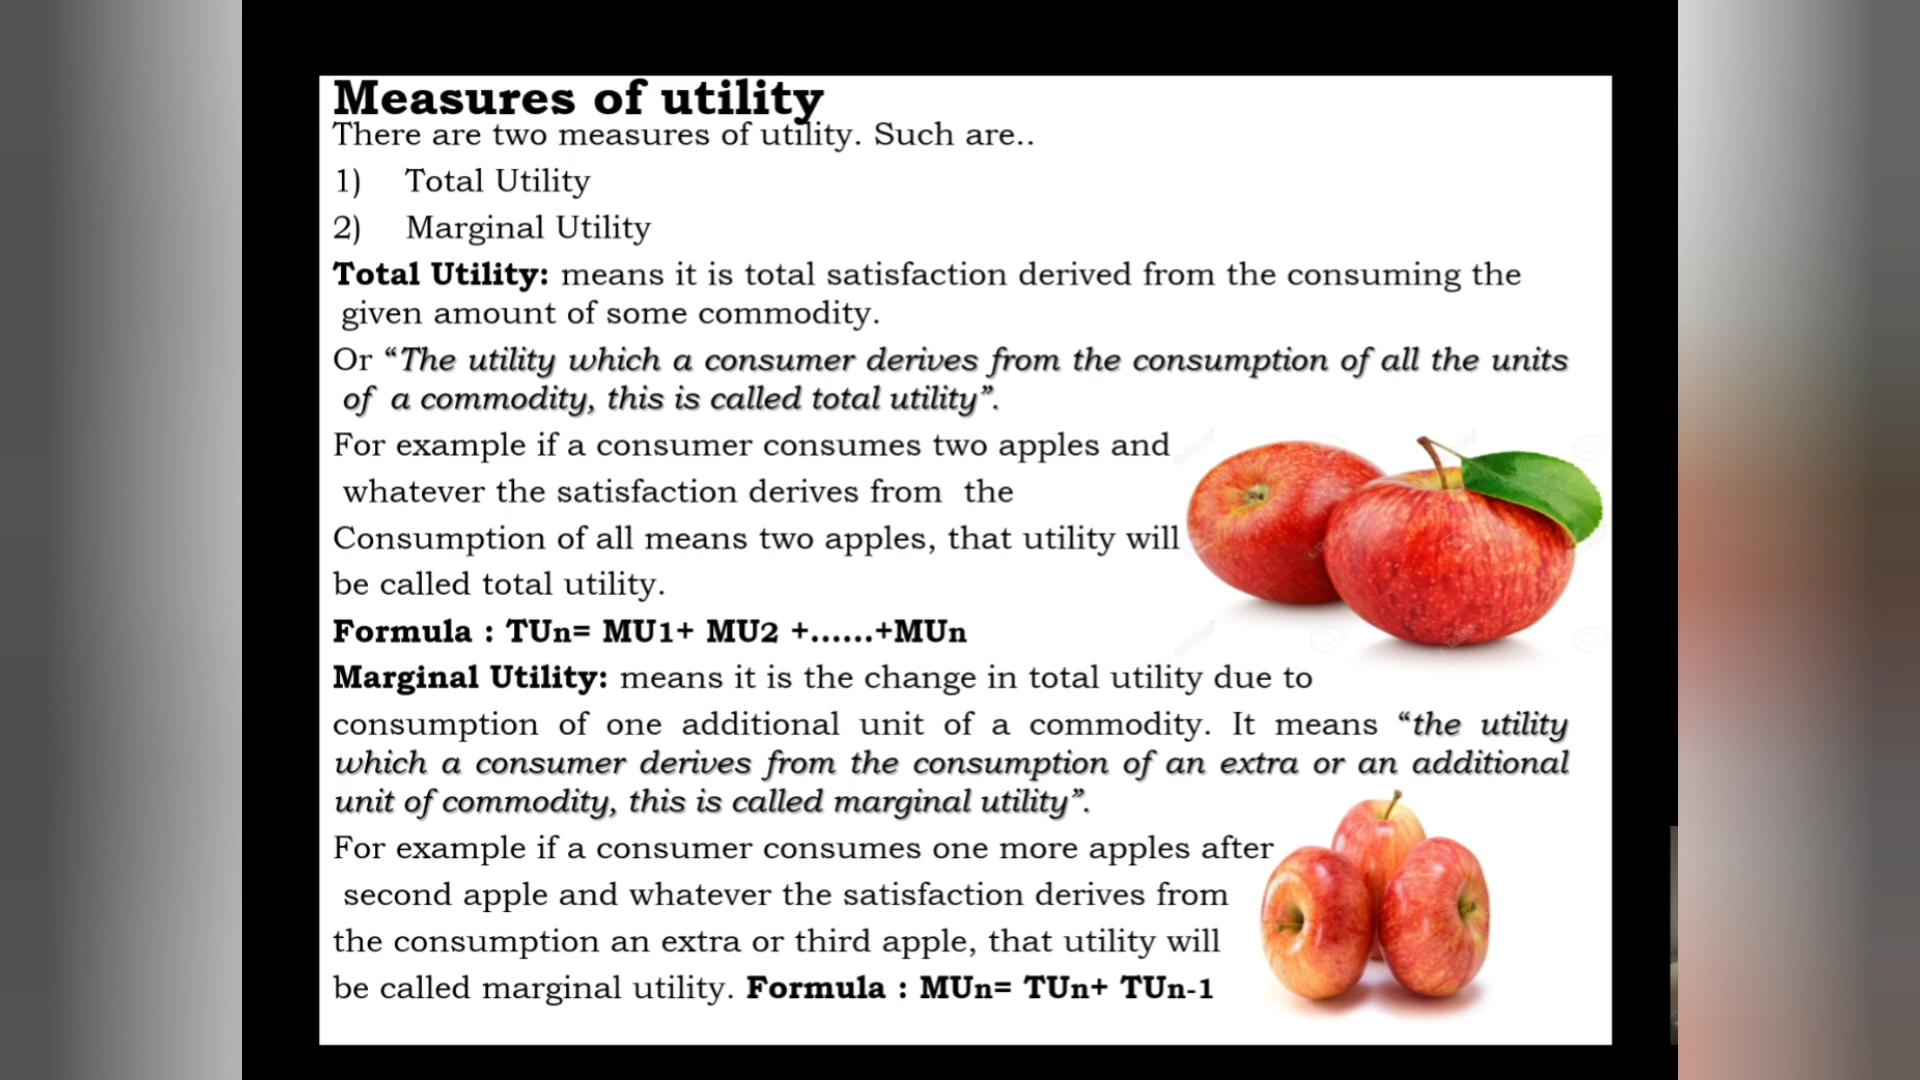 Measures of utility
There are two measures of utility. Such are..
1) Total Utility
2) Marginal Utility
Total Utility: means it is total satisfaction derived from the consuming the
given amount of some commodity.
Or “The utility which a consumer derives from the consumption of all the units
of a commodity, this is called total utility”.
For example if a consumer consumes two apples and
whatever the satisfaction derives from the
Consumption of all means two apples, that utility will
be called total utility.
Formula : TUn= MU1+ MU2 +......+MUn
Marginal Utility: means it is the change in total utility due to
consumption of one additional unit of a commodity. It means “the utility
which a consumer derives from the consumption of an extra or an additional
unit of commodity, this is called marginal utility”.
For example if a consumer consumes one more apples after
second apple and whatever the satisfaction derives from
the consumption an extra or third apple, that utility will
be called marginal utility. Formula : MUn= TUn+ TUn-1